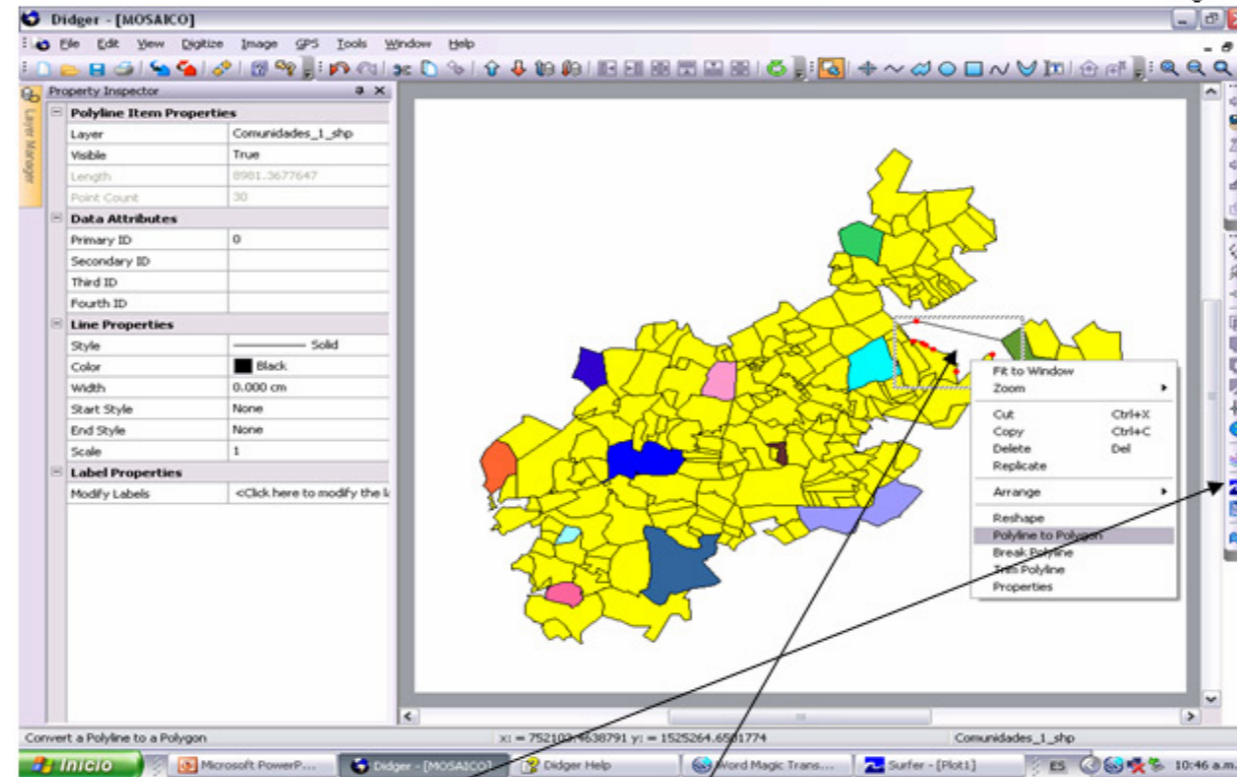 Didger - [MOSAICO]
File Edit View Digitize Image GPS Tools Window Help
Property Inspector
Layer Manager
Polyline Item Properties
Layer Comunidades_1_shp
Visible True
Length 8981.3677647
Point Count 30
Data Attributes
Primary ID 0
Secondary ID
Third ID
Fourth ID
Line Properties
Style Solid
Color Black
Width 0.000 cm
Start Style None
End Style None
Scale 1
Label Properties
Modify Labels <Click here to modify the la
Fit to Window
Zoom
Cut Ctrl+X
Copy Ctrl+C
Delete Del
Replicate
Arrange
Reshape
Polyline to Polygon
Break Polyline
Trim Polyline
Properties
Convert a Polyline to a Polygon
Comunidades_1_shp
Inicio Microsoft PowerP... Didger - [MOSAICO] Didger Help Word Magic Trans... Surfer - [Plot1] ES 10:46 a.m.